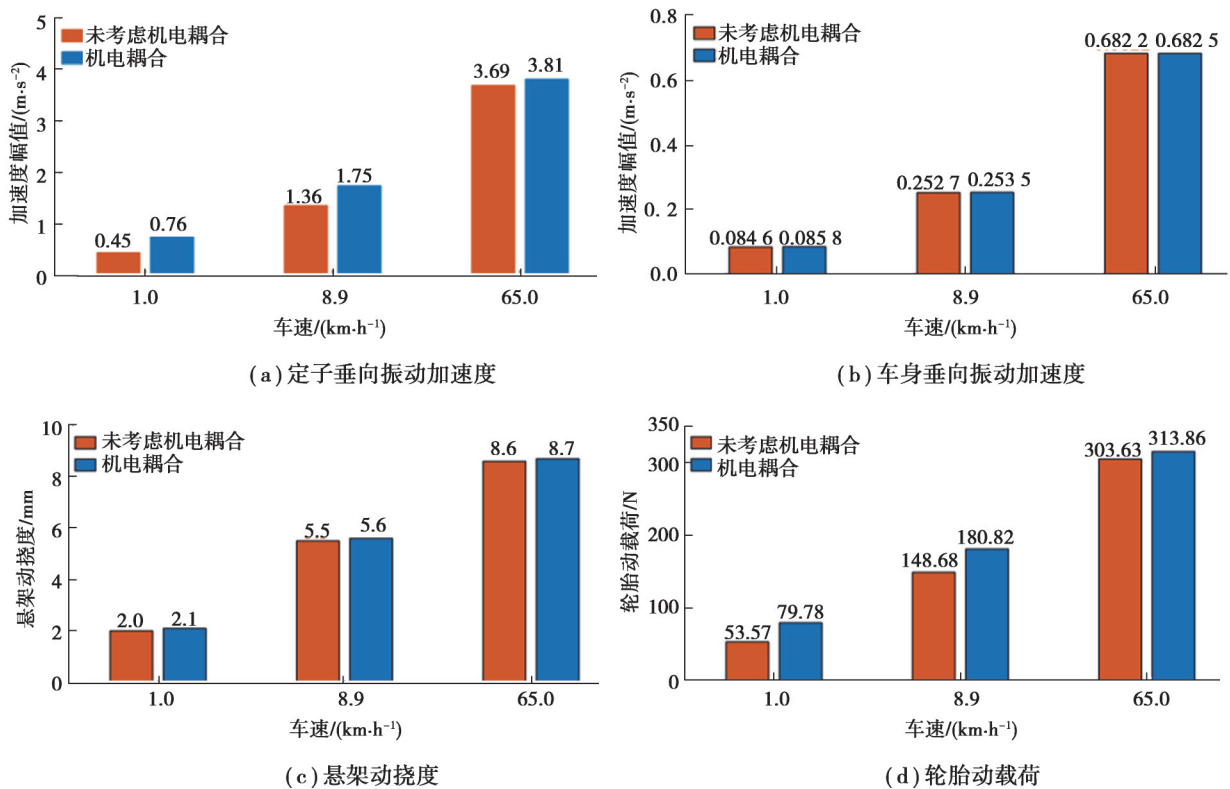 5
4
3
2
1
0
加速度幅值/(m·s⁻²)
未考虑机电耦合
机电耦合
0.45
0.76
1.36
1.75
3.69
3.81
1.0
8.9
65.0
车速/(km·h⁻¹)
(a)定子垂向振动加速度
0.8
0.6
0.4
0.2
0.0
加速度幅值/(m·s⁻²)
未考虑机电耦合
机电耦合
0.084 6
0.085 8
0.252 7
0.253 5
0.682 2
0.682 5
1.0
8.9
65.0
车速/(km·h⁻¹)
(b)车身垂向振动加速度
10
8
6
4
2
0
悬架动挠度/mm
未考虑机电耦合
机电耦合
2.0
2.1
5.5
5.6
8.6
8.7
1.0
8.9
65.0
车速/(km·h⁻¹)
(c)悬架动挠度
350
300
200
100
0
轮胎动载荷/N
未考虑机电耦合
机电耦合
53.57
79.78
148.68
180.82
303.63
313.86
1.0
8.9
65.0
车速/(km·h⁻¹)
(d)轮胎动载荷